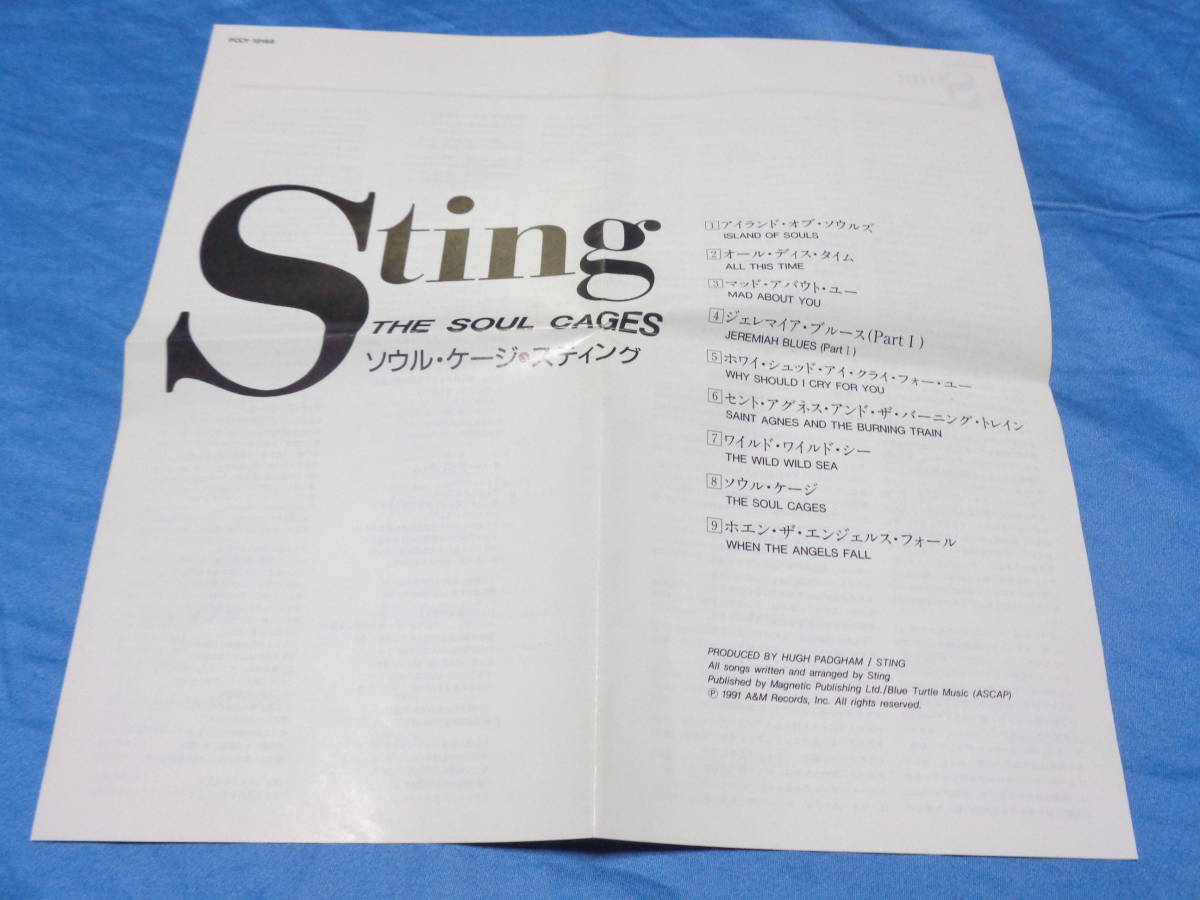 PCCY-10166
Sting
THE SOUL CAGES
ソウル・ケージ・スティング
1 アイランド・オブ・ソウルズ
ISLAND OF SOULS
2 オール・ディス・タイム
ALL THIS TIME
3 マッド・アバウト・ユー
MAD ABOUT YOU
4 ジェレマイア・ブルース(Part I)
JEREMIAH BLUES (Part I)
5 ホワイ・シュッド・アイ・クライ・フォー・ユー
WHY SHOULD I CRY FOR YOU
6 セント・アグネス・アンド・ザ・バーニング・トレイン
SAINT AGNES AND THE BURNING TRAIN
7 ワイルド・ワイルド・シー
THE WILD WILD SEA
8 ソウル・ケージ
THE SOUL CAGES
9 ホエン・ザ・エンジェルス・フォール
WHEN THE ANGELS FALL
PRODUCED BY HUGH PADGHAM / STING
All songs written and arranged by Sting
Published by Magnetic Publishing Ltd./Blue Turtle Music (ASCAP)
℗ 1991 A&M Records, Inc. All rights reserved.